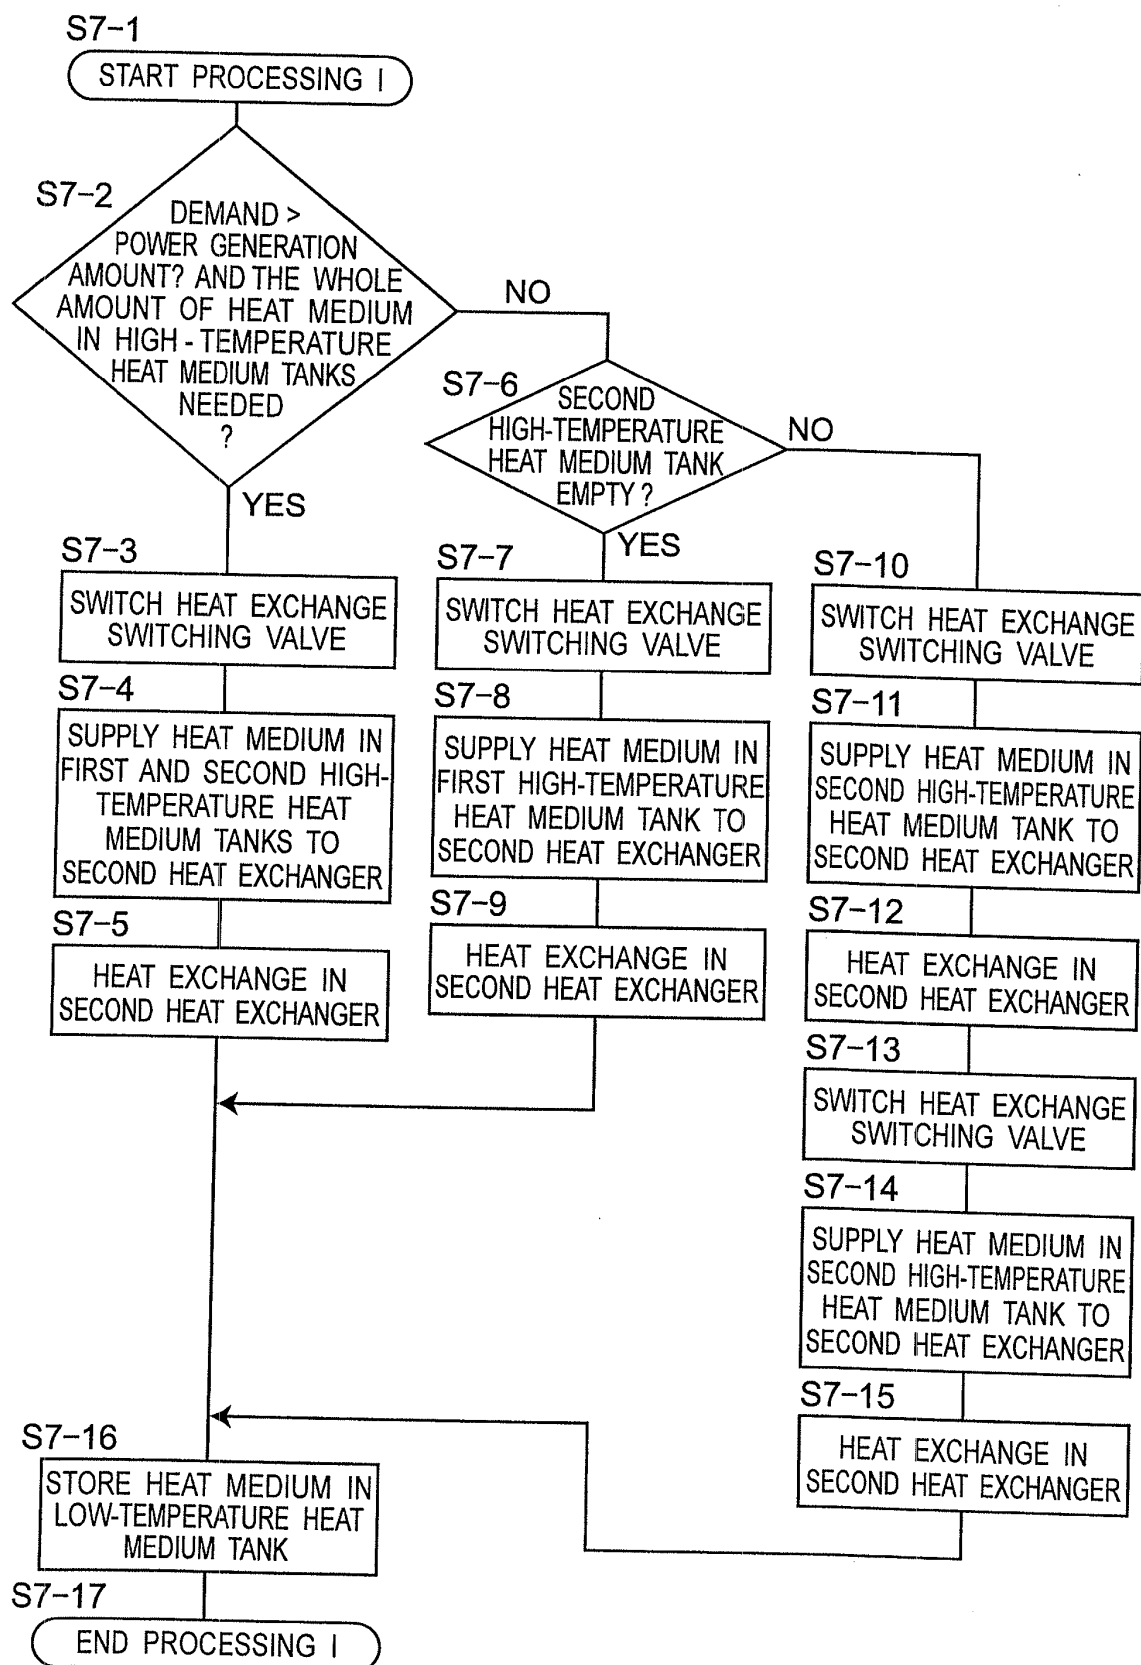 S7-1
START PROCESSING I
S7-2
DEMAND >
POWER GENERATION
AMOUNT? AND THE WHOLE
AMOUNT OF HEAT MEDIUM
IN HIGH-TEMPERATURE
HEAT MEDIUM TANKS
NEEDED
?
NO
YES
S7-3
SWITCH HEAT EXCHANGE
SWITCHING VALVE
S7-4
SUPPLY HEAT MEDIUM IN
FIRST AND SECOND HIGH-
TEMPERATURE HEAT
MEDIUM TANKS TO
SECOND HEAT EXCHANGER
S7-5
HEAT EXCHANGE IN
SECOND HEAT EXCHANGER
S7-6
SECOND
HIGH-TEMPERATURE
HEAT MEDIUM TANK
EMPTY?
NO
YES
S7-7
SWITCH HEAT EXCHANGE
SWITCHING VALVE
S7-8
SUPPLY HEAT MEDIUM IN
FIRST HIGH-TEMPERATURE
HEAT MEDIUM TANK TO
SECOND HEAT EXCHANGER
S7-9
HEAT EXCHANGE IN
SECOND HEAT EXCHANGER
S7-10
SWITCH HEAT EXCHANGE
SWITCHING VALVE
S7-11
SUPPLY HEAT MEDIUM IN
SECOND HIGH-TEMPERATURE
HEAT MEDIUM TANK TO
SECOND HEAT EXCHANGER
S7-12
HEAT EXCHANGE IN
SECOND HEAT EXCHANGER
S7-13
SWITCH HEAT EXCHANGE
SWITCHING VALVE
S7-14
SUPPLY HEAT MEDIUM IN
SECOND HIGH-TEMPERATURE
HEAT MEDIUM TANK TO
SECOND HEAT EXCHANGER
S7-15
HEAT EXCHANGE IN
SECOND HEAT EXCHANGER
S7-16
STORE HEAT MEDIUM IN
LOW-TEMPERATURE HEAT
MEDIUM TANK
S7-17
END PROCESSING I